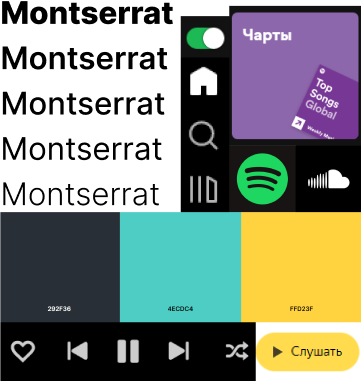 Montserrat
Montserrat
Montserrat
Montserrat
Montserrat
Чарты
Top
Songs
Global
292F36
4ECDC4
FFD23F
Слушать